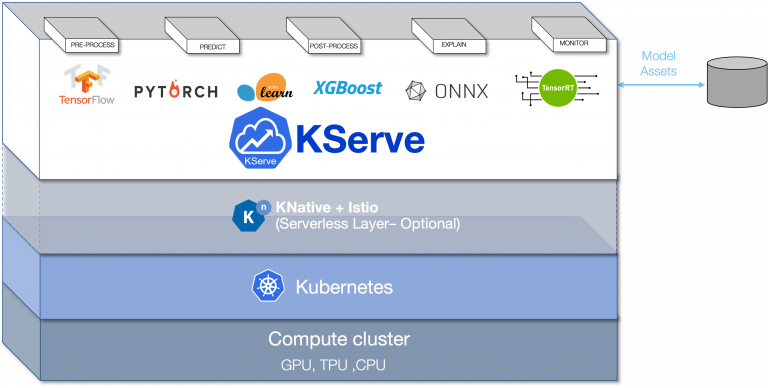 PRE-PROCESS
PREDICT
POST-PROCESS
EXPLAIN
MONITOR
TensorFlow
PYTORCH
learn
XGBoost
ONNX
TensorRT
Model
Assets
KServe
KServe
K
n
KNative + Istio
(Serverless Layer– Optional)
Kubernetes
Compute cluster
GPU, TPU ,CPU